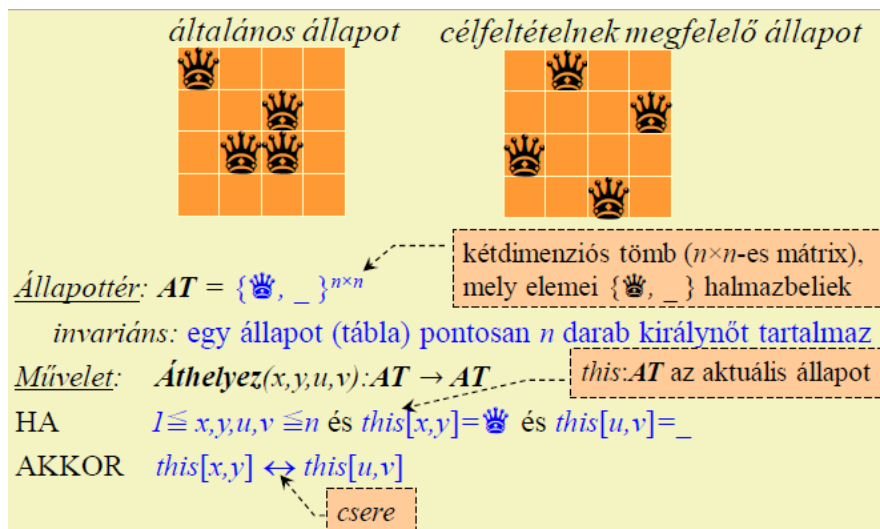 általános állapot
célfeltételnek megfelelő állapot
kétdimenziós tömb (n×n-es mátrix),
mely elemei {♛, _ } halmazbeliek
Állapottér: AT = {♛, _ }ⁿˣⁿ
invariáns: egy állapot (tábla) pontosan n darab királynőt tartalmaz
Művelet: Áthelyez(x,y,u,v):AT → AT
this:AT az aktuális állapot
HA 1≦ x,y,u,v ≦n és this[x,y]=♛ és this[u,v]=_
AKKOR this[x,y] ↔ this[u,v]
csere